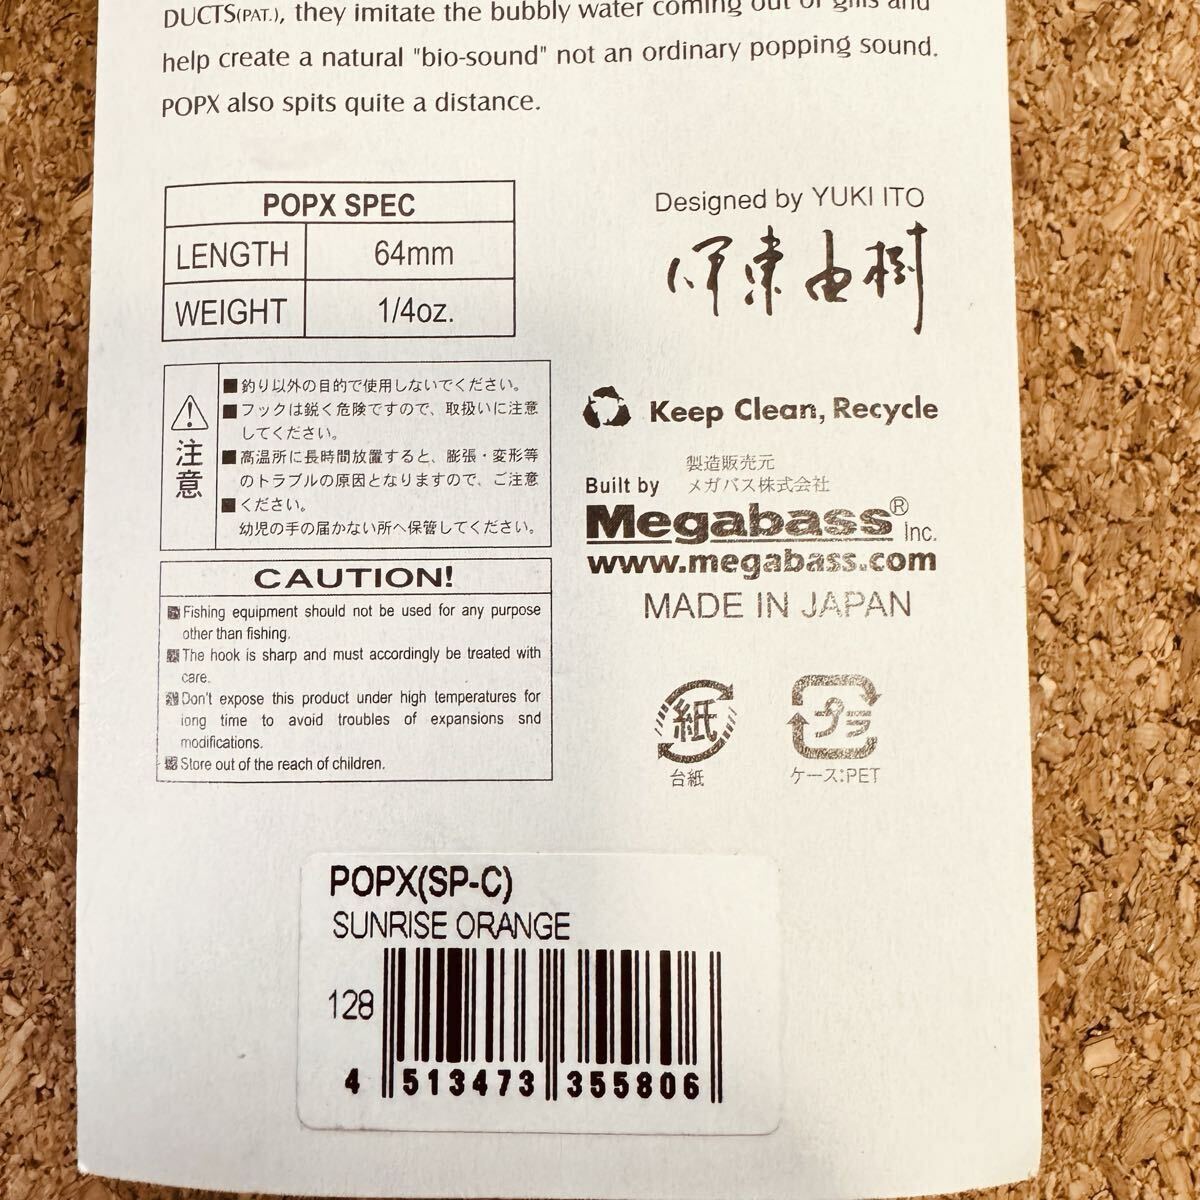 DUCTS(PAT.), they imitate the bubbly water coming out of gills and
help create a natural "bio-sound" not an ordinary popping sound.
POPX also spits quite a distance.
POPX SPEC
LENGTH 64mm
WEIGHT 1/4oz.
Designed by YUKI ITO
伊東由樹
注意
■釣り以外の目的で使用しないでください。
■フックは鋭く危険ですので、取扱いに注意
してください。
■高温所に長時間放置すると、膨張・変形等
のトラブルの原因となりますので、ご注意
■ください。
幼児の手の届かない所へ保管してください。
CAUTION!
Fishing equipment should not be used for any purpose
other than fishing.
The hook is sharp and must accordingly be treated with
care.
Don't expose this product under high temperatures for
long time to avoid troubles of expansions snd
modifications.
Store out of the reach of children.
Keep Clean, Recycle
製造販売元
Built by メガバス株式会社
Megabass® Inc.
www.megabass.com
MADE IN JAPAN
紙
台紙
プラ
ケース:PET
POPX(SP-C)
SUNRISE ORANGE
128
4 513473 355806